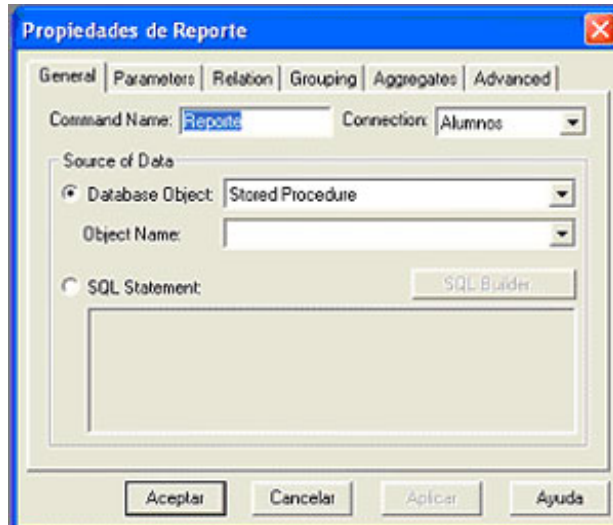 Propiedades de Reporte
General Parameters Relation Grouping Aggregates Advanced
Command Name: Reporte Connection: Alumnos
Source of Data
Database Object: Stored Procedure
Object Name:
SQL Statement: SQL Builder
Aceptar Cancelar Aplicar Ayuda